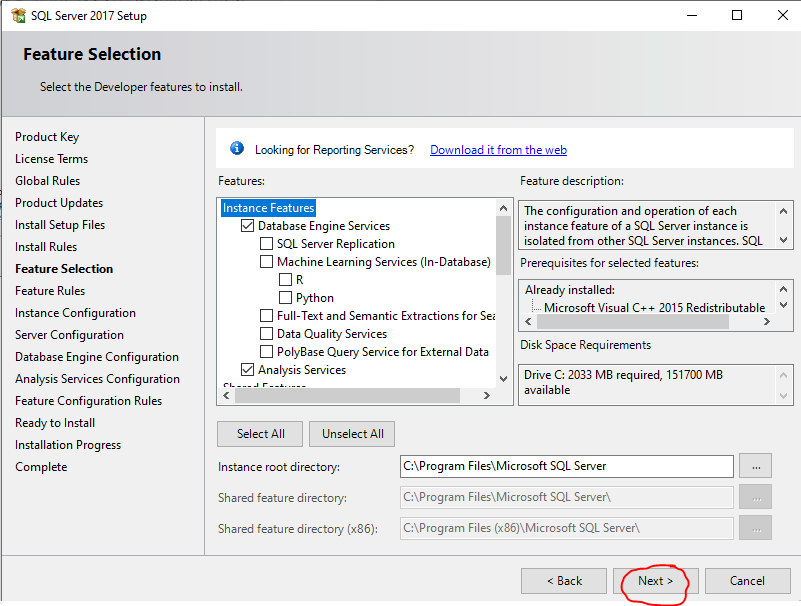 SQL Server 2017 Setup
Feature Selection
Select the Developer features to install.
Product Key
License Terms
Global Rules
Product Updates
Install Setup Files
Install Rules
Feature Selection
Feature Rules
Instance Configuration
Server Configuration
Database Engine Configuration
Analysis Services Configuration
Feature Configuration Rules
Ready to Install
Installation Progress
Complete
Looking for Reporting Services? Download it from the web
Features:
Instance Features
Database Engine Services
SQL Server Replication
Machine Learning Services (In-Database)
R
Python
Full-Text and Semantic Extractions for Sea
Data Quality Services
PolyBase Query Service for External Data
Analysis Services
Shared Features
Feature description:
The configuration and operation of each
instance feature of a SQL Server instance is
isolated from other SQL Server instances. SQL
Prerequisites for selected features:
Already installed:
Microsoft Visual C++ 2015 Redistributable
Disk Space Requirements
Drive C: 2033 MB required, 151700 MB
available
Select All
Unselect All
Instance root directory: C:\Program Files\Microsoft SQL Server ...
Shared feature directory: C:\Program Files\Microsoft SQL Server\ ...
Shared feature directory (x86): C:\Program Files (x86)\Microsoft SQL Server\ ...
< Back
Next >
Cancel